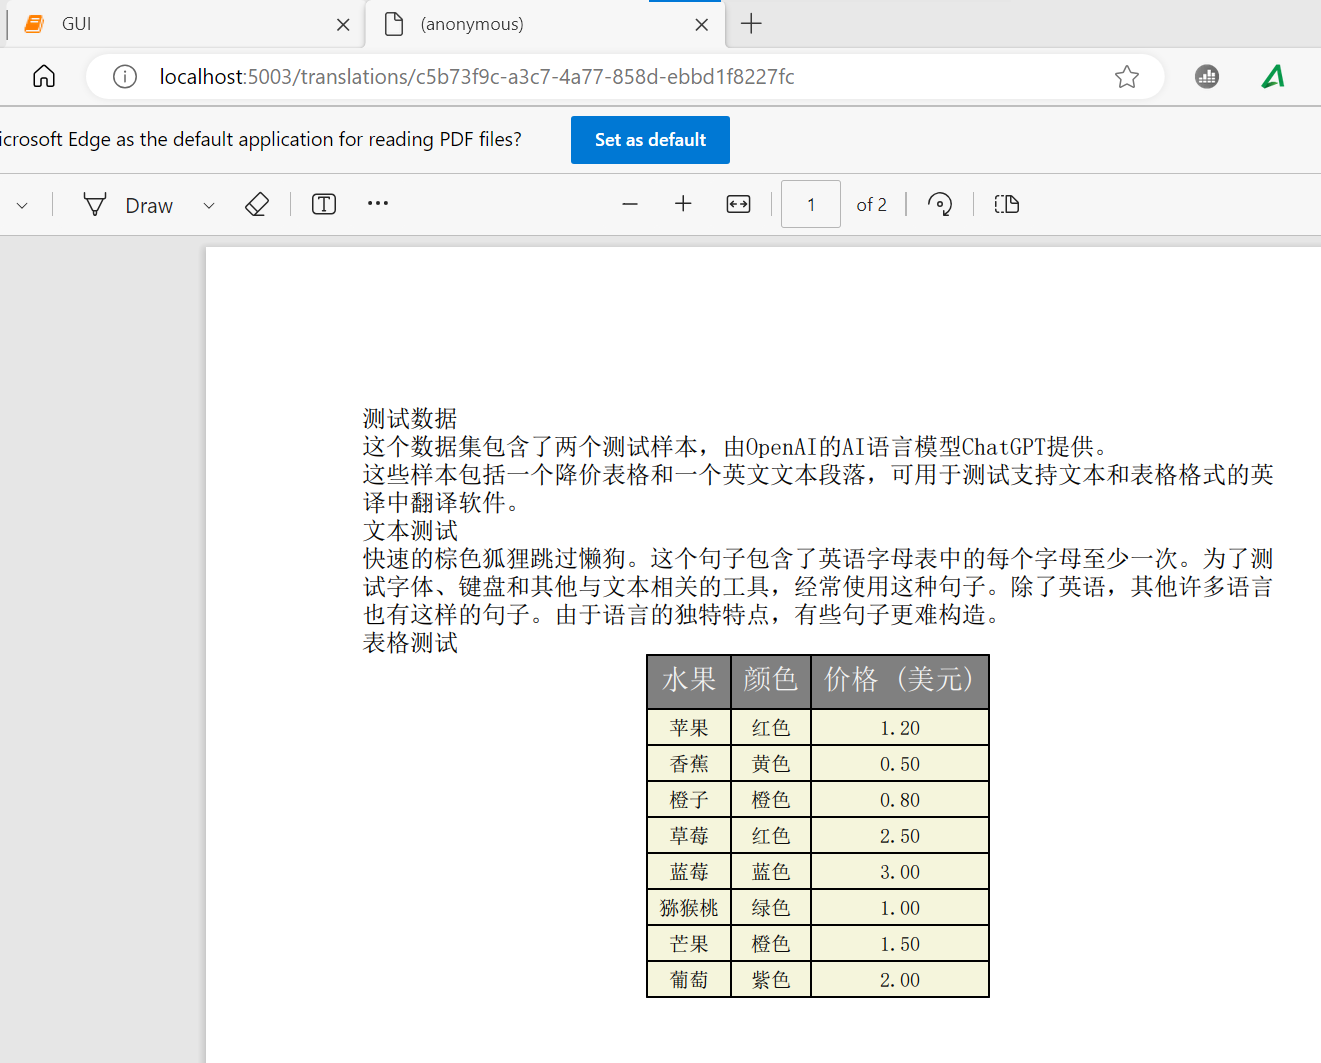 GUI
(anonymous)
localhost:5003/translations/c5b73f9c-a3c7-4a77-858d-ebbd1f8227fc
icrosoft Edge as the default application for reading PDF files?
Set as default
Draw
1 of 2
测试数据
这个数据集包含了两个测试样本，由OpenAI的AI语言模型ChatGPT提供。
这些样本包括一个降价表格和一个英文文本段落，可用于测试支持文本和表格格式的英
译中翻译软件。
文本测试
快速的棕色狐狸跳过懒狗。这个句子包含了英语字母表中的每个字母至少一次。为了测
试字体、键盘和其他与文本相关的工具，经常使用这种句子。除了英语，其他许多语言
也有这样的句子。由于语言的独特特点，有些句子更难构造。
表格测试
水果 颜色 价格（美元）
苹果 红色 1.20
香蕉 黄色 0.50
橙子 橙色 0.80
草莓 红色 2.50
蓝莓 蓝色 3.00
猕猴桃 绿色 1.00
芒果 橙色 1.50
葡萄 紫色 2.00